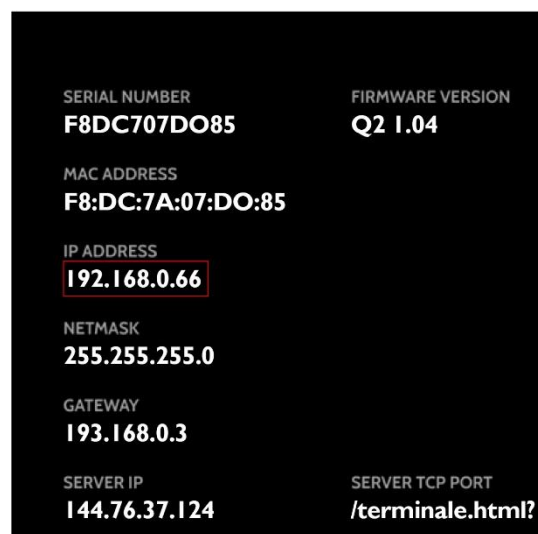 SERIAL NUMBER FIRMWARE VERSION
F8DC707DO85 Q2 1.04
MAC ADDRESS
F8:DC:7A:07:DO:85
IP ADDRESS
192.168.0.66
NETMASK
255.255.255.0
GATEWAY
193.168.0.3
SERVER IP SERVER TCP PORT
144.76.37.124 /terminale.html?